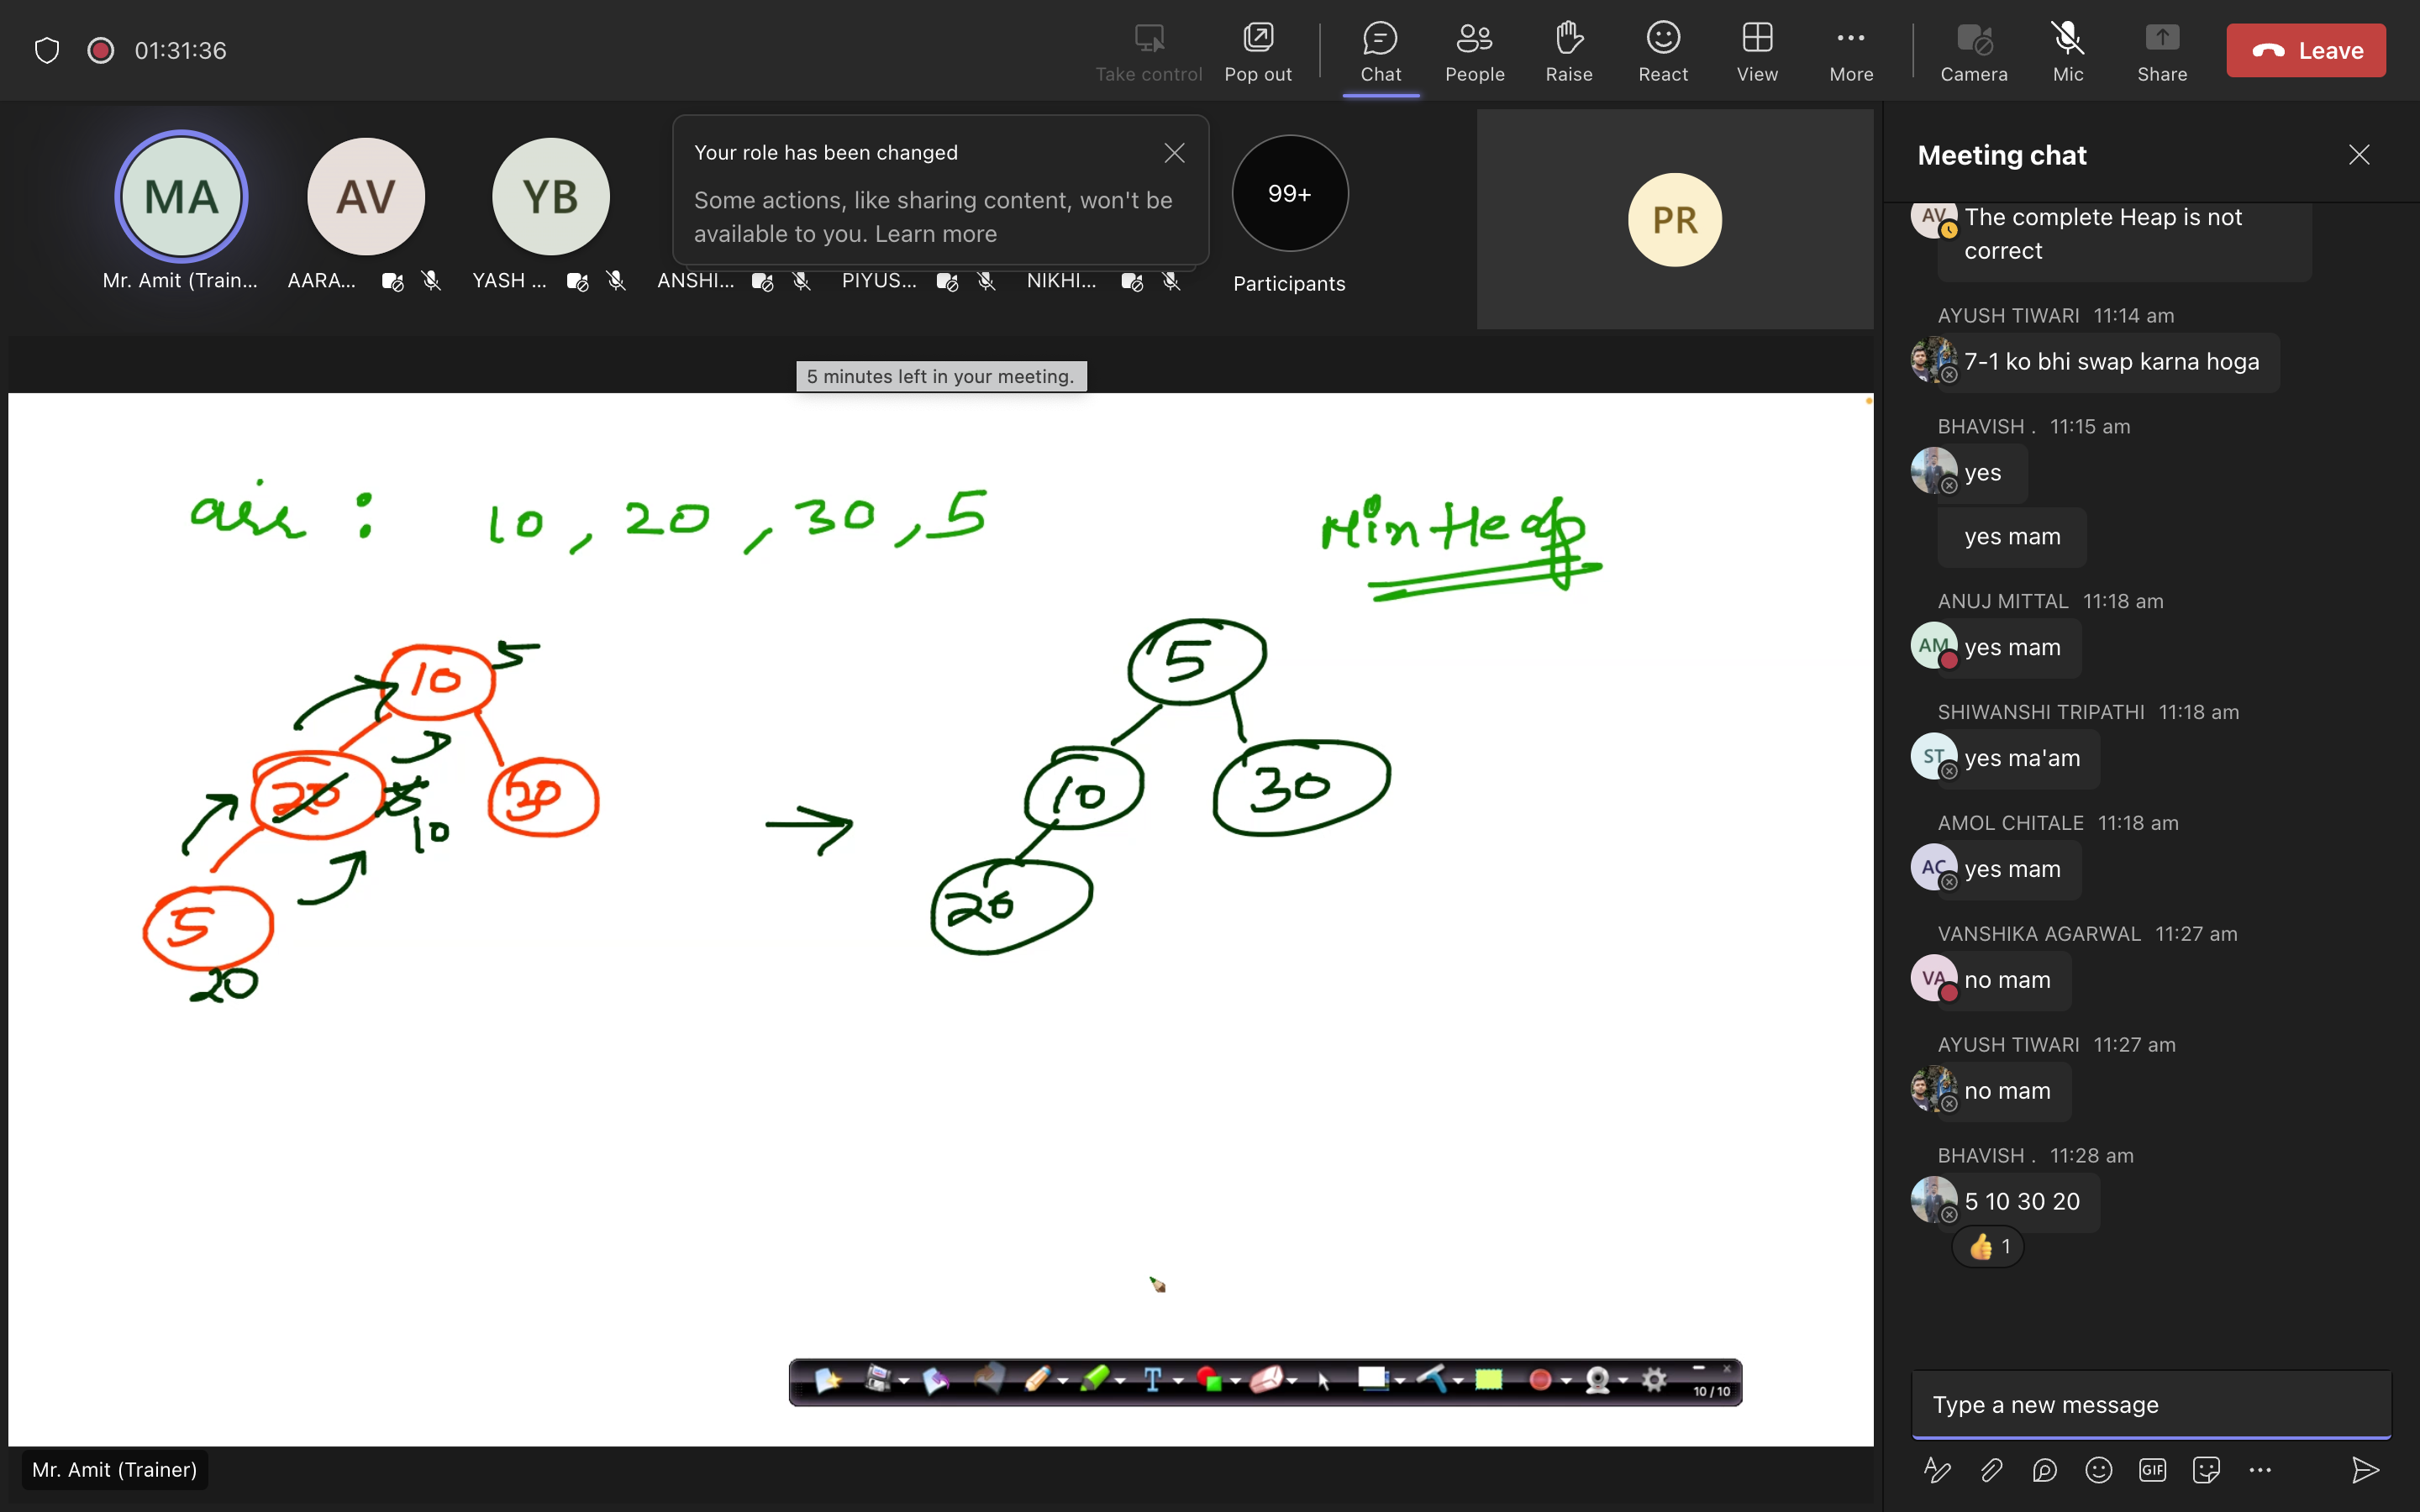 01:31:36
Take control
Pop out
Chat
People
Raise
React
View
More
Camera
Mic
Share
Leave
MA
AV
YB
Your role has been changed
Some actions, like sharing content, won't be
available to you. Learn more
99+
PR
Mr. Amit (Train...
AARA...
YASH ...
ANSHI...
PIYUS...
NIKHI...
Participants
5 minutes left in your meeting.
arr : 10 , 20 , 30 , 5
Min Heap
10 5
20 5 10
30
5
20
5
10
30
20
10 / 10
Mr. Amit (Trainer)
Meeting chat
AV
The complete Heap is not
correct
AYUSH TIWARI 11:14 am
7-1 ko bhi swap karna hoga
BHAVISH . 11:15 am
yes
yes mam
ANUJ MITTAL 11:18 am
AM
yes mam
SHIWANSHI TRIPATHI 11:18 am
ST
yes ma'am
AMOL CHITALE 11:18 am
AC
yes mam
VANSHIKA AGARWAL 11:27 am
VA
no mam
AYUSH TIWARI 11:27 am
no mam
BHAVISH . 11:28 am
5 10 30 20
👍 1
Type a new message
GIF